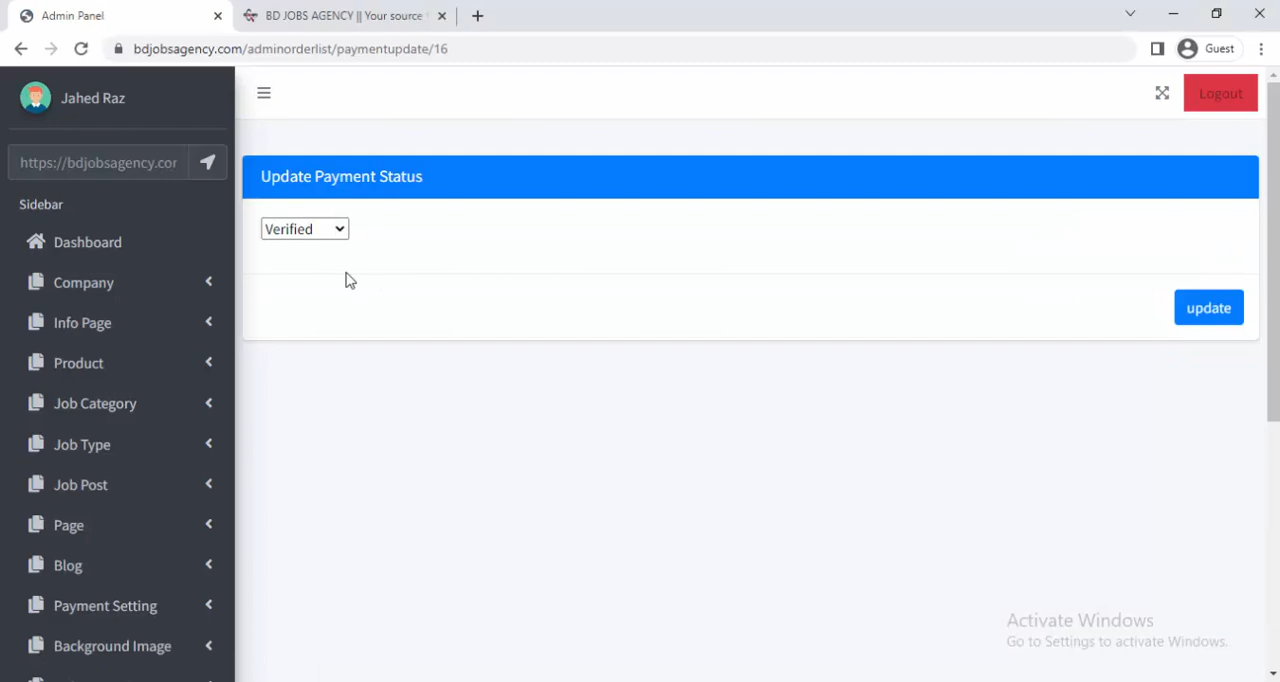 Admin Panel
BD JOBS AGENCY || Your source
bdjobsagency.com/adminorderlist/paymentupdate/16
Guest
Jahed Raz
Logout
https://bdjobsagency.cor
Update Payment Status
Sidebar
Verified
Dashboard
Company
update
Info Page
Product
Job Category
Job Type
Job Post
Page
Blog
Payment Setting
Activate Windows
Go to Settings to activate Windows.
Background Image